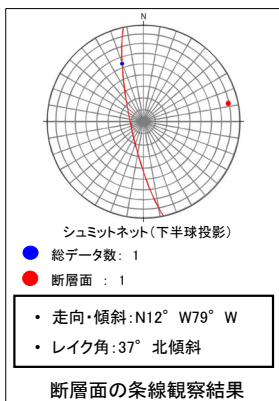 N
シュミットネット(下半球投影)
総データ数: 1
断層面 : 1
• 走向・傾斜:N12° W79° W
• レイク角:37° 北傾斜
断層面の条線観察結果